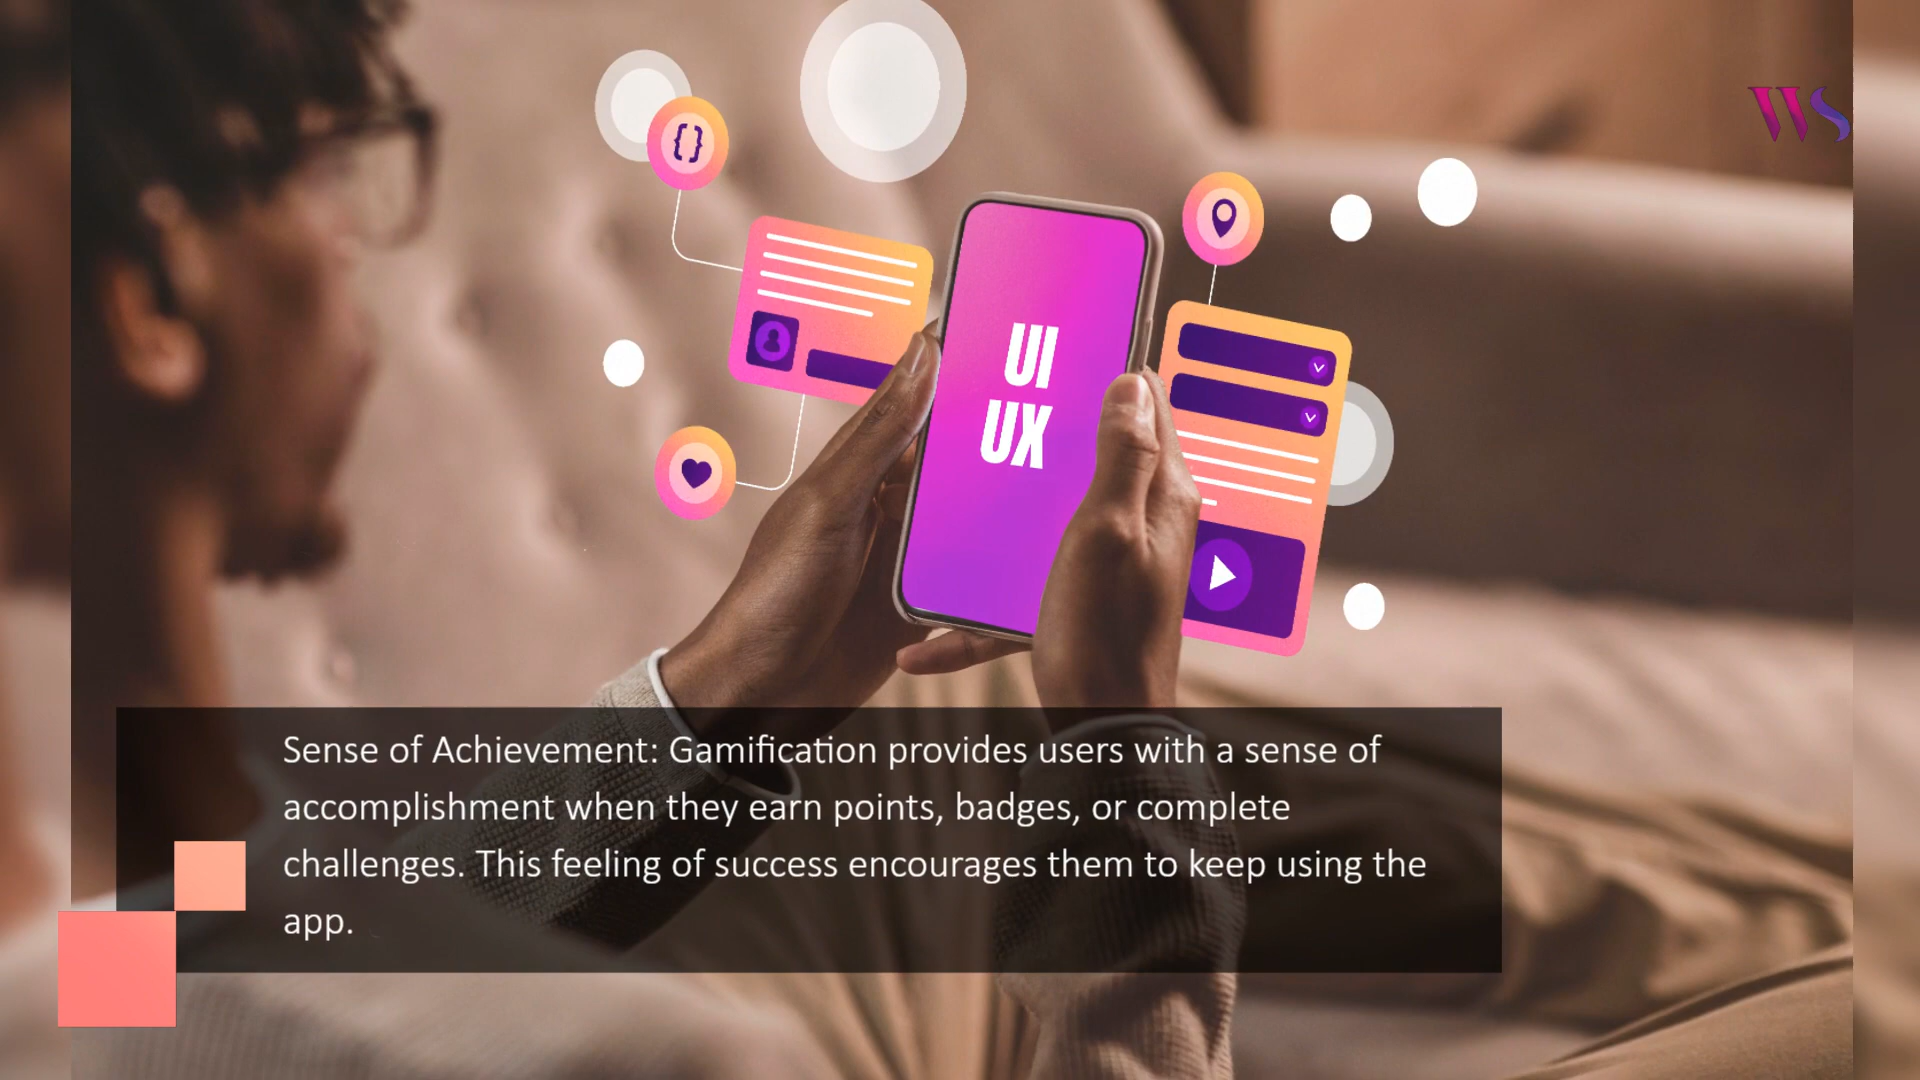 WS
UI
UX
Sense of Achievement: Gamification provides users with a sense of
accomplishment when they earn points, badges, or complete
challenges. This feeling of success encourages them to keep using the
app.